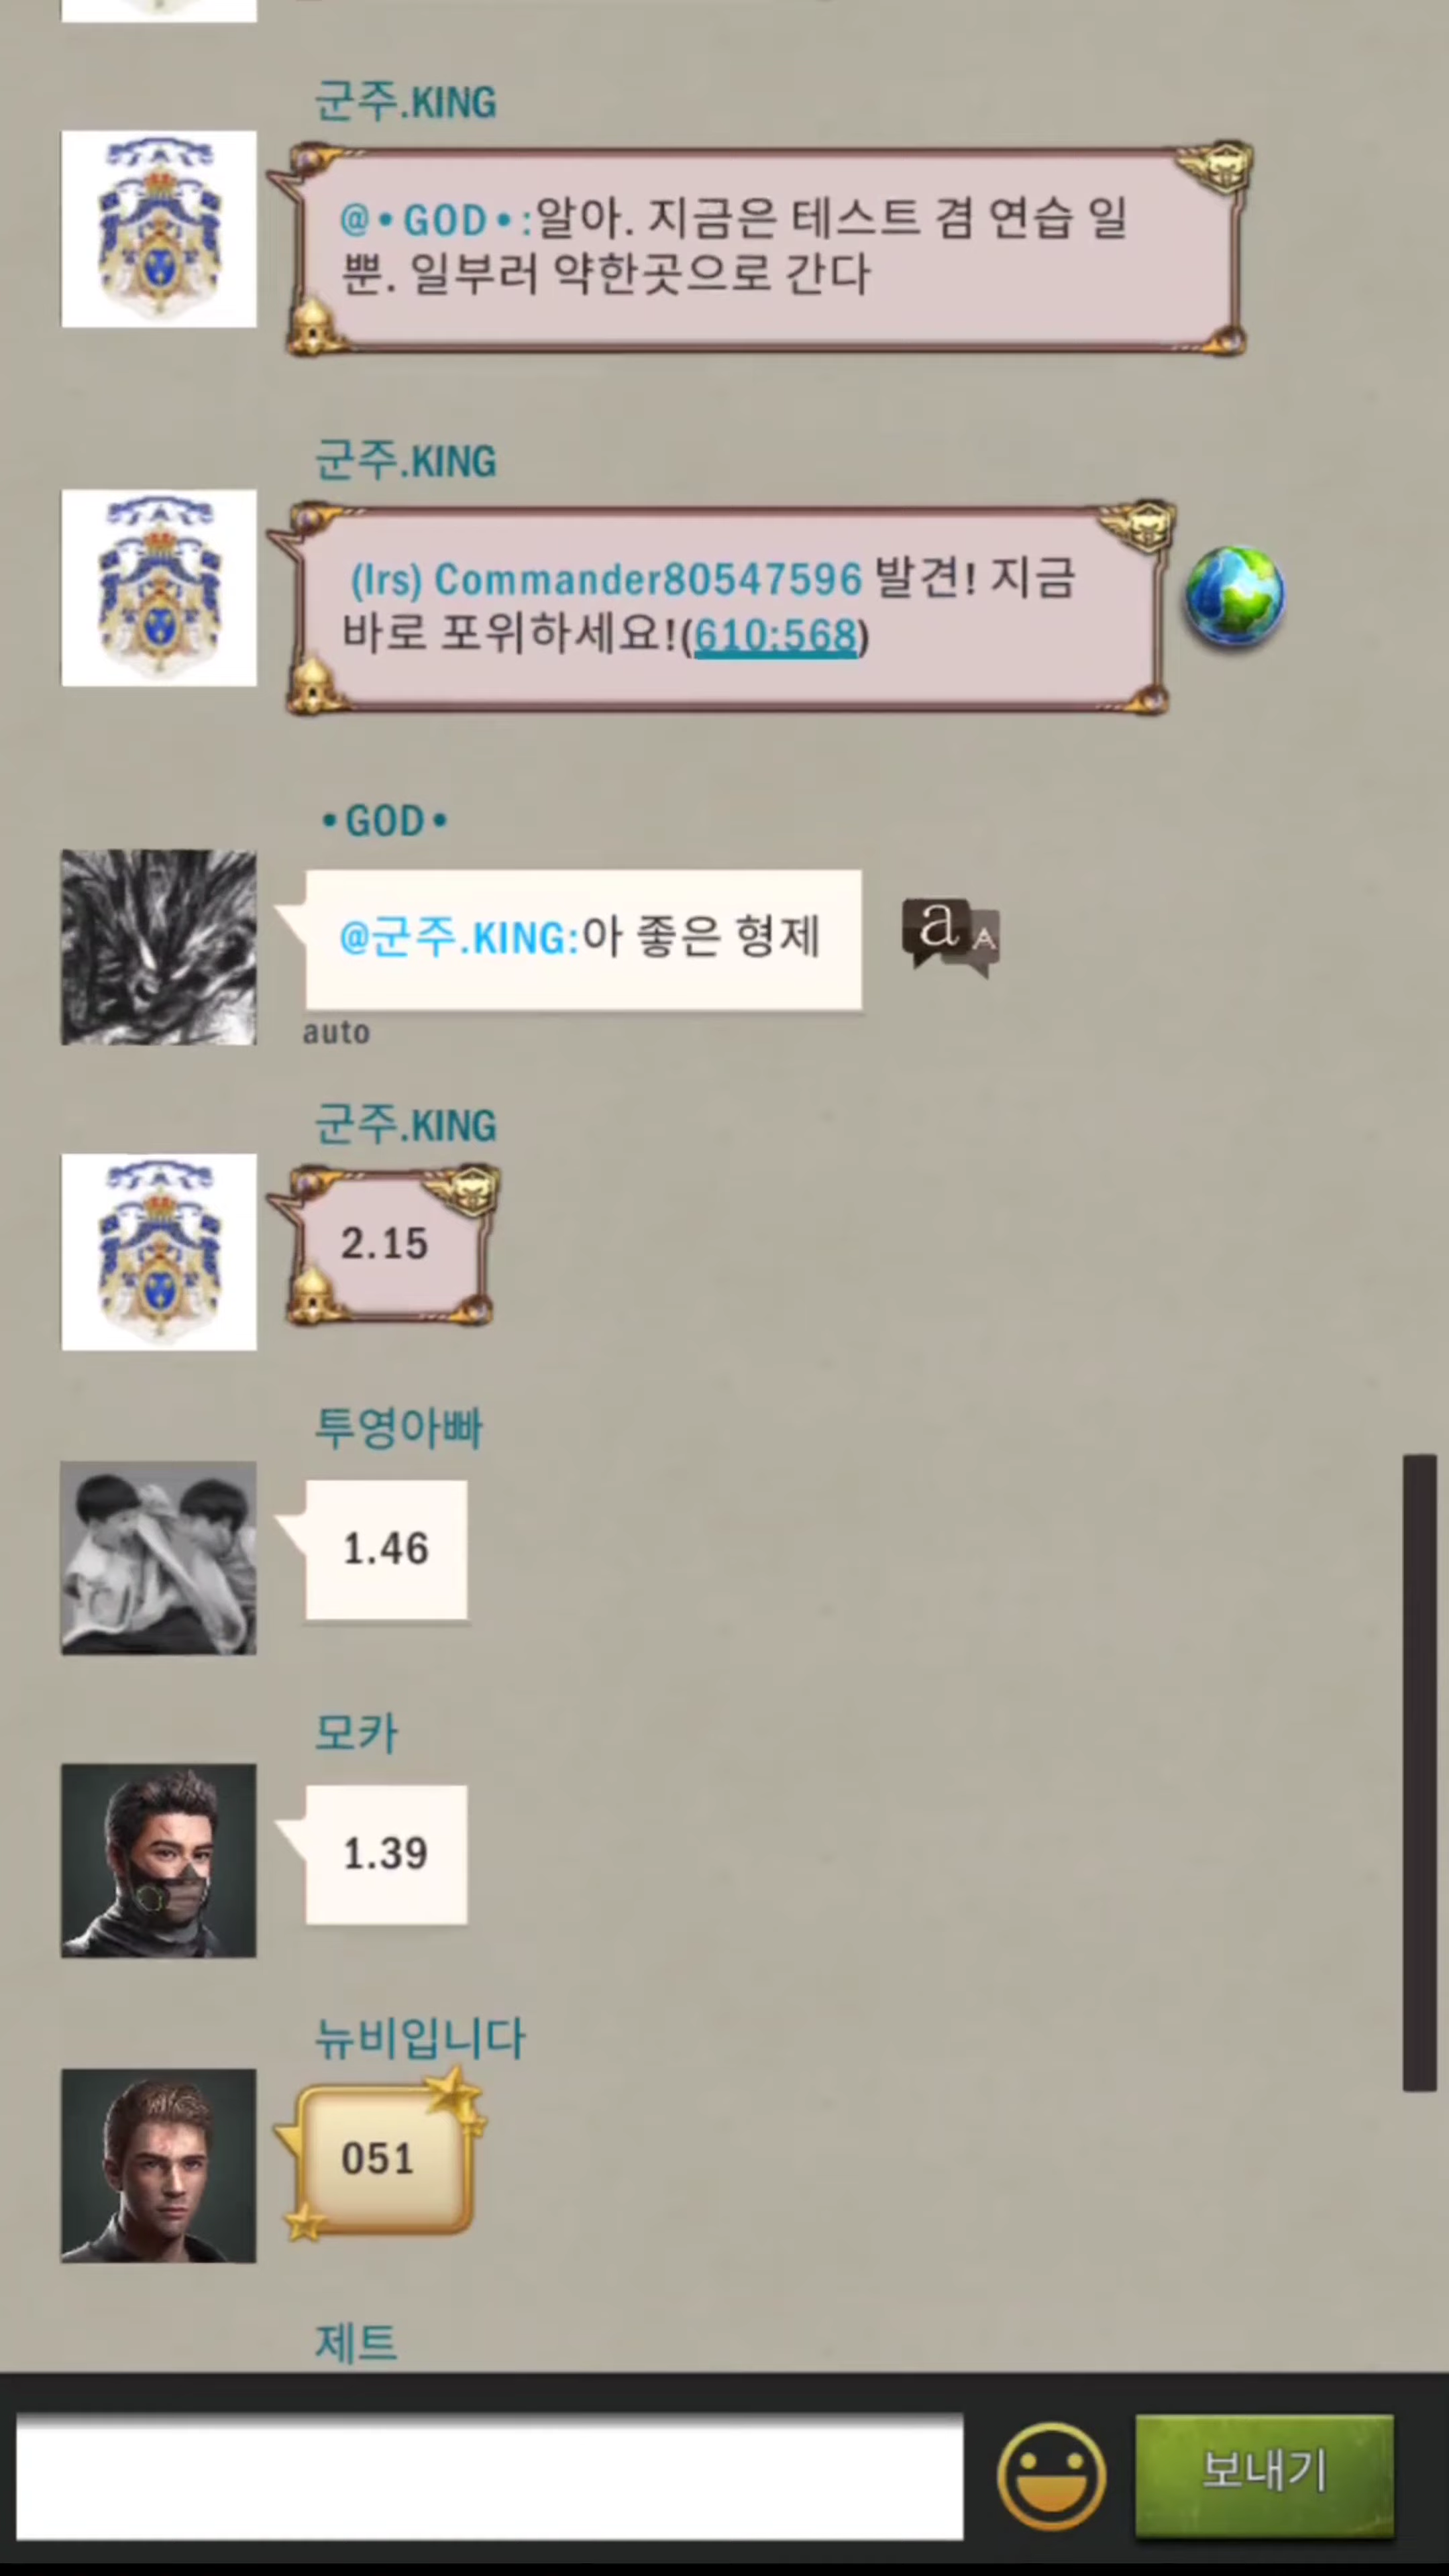 군주.KING
@•GOD•:알아. 지금은 테스트 겸 연습 일
뿐. 일부러 약한곳으로 간다
군주.KING
(Irs) Commander80547596 발견! 지금
바로 포위하세요!(610:568)
•GOD•
@군주.KING:아 좋은 형제
a A
auto
군주.KING
2.15
투영아빠
1.46
모카
1.39
뉴비입니다
051
제트
보내기